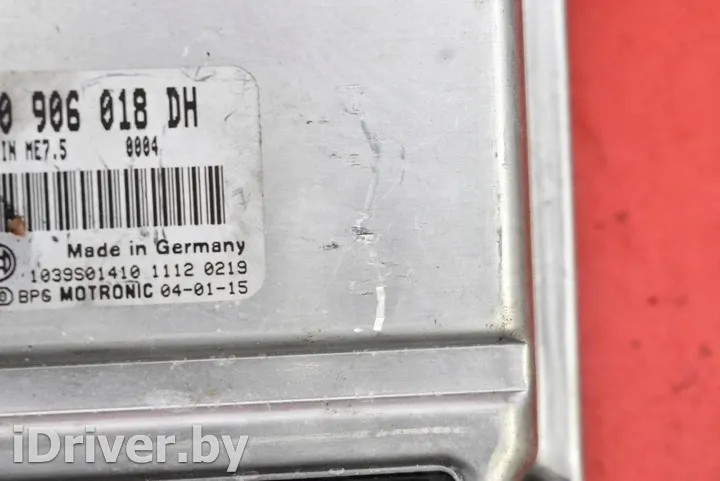 0 906 018 DH
IN ME7.5 0004
Made in Germany
1039S01410 1112 0219
BPS MOTRONIC 04-01-15
iDriver.by